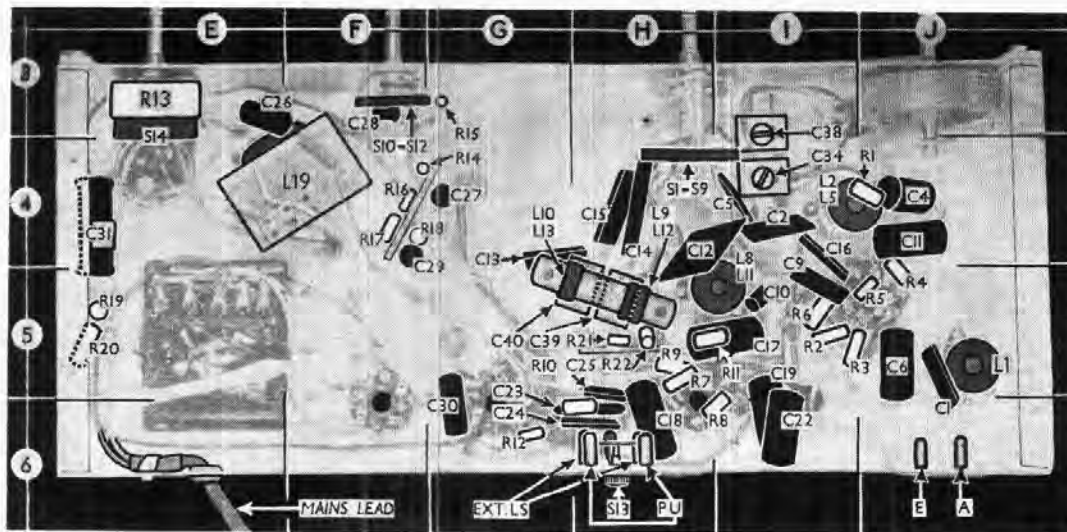 E F G H I J
3
R13
C26
S14
C28
S10-S12
R15
C38
R14
C34
R1
S1-S9
4
L19
R16
C27
L2
L5
C4
C31
R17
R18
C15
L10
L13
L9
L12
C5
C2
C14
C12
C16
C11
C29
C13
L8
L11
C9
C10
R4
R5
R19
R6
5
R20
C40 C39 R21
R22
R9
R11
C17
R2
R3
C6
L1
R10
C25
R7
C19
C1
C30
C23
C24
C18
R8
C22
R12
6
MAINS LEAD
EXT.LS
S13
PU
E
A